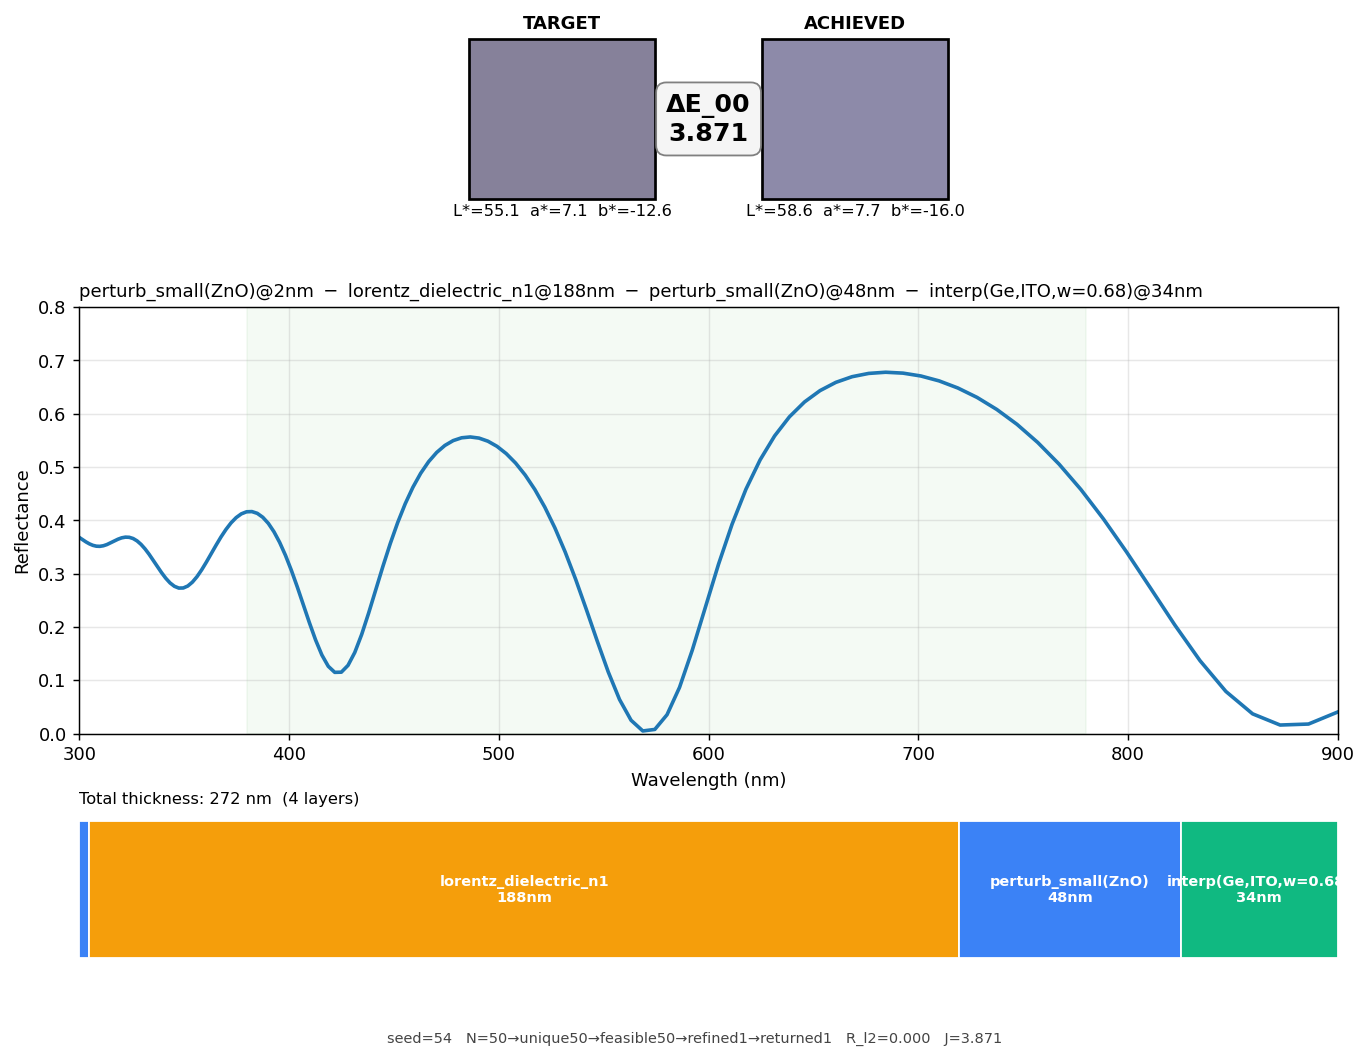 TARGET
ACHIEVED
ΔE_00
3.871
L*=55.1  a*=7.1  b*=-12.6
L*=58.6  a*=7.7  b*=-16.0
perturb_small(ZnO)@2nm  −  lorentz_dielectric_n1@188nm  −  perturb_small(ZnO)@48nm  −  interp(Ge,ITO,w=0.68)@34nm
0.8
0.7
0.6
0.5
0.4
0.3
0.2
0.1
0.0
Reflectance
300
400
500
600
700
800
900
Wavelength (nm)
Total thickness: 272 nm  (4 layers)
lorentz_dielectric_n1
188nm
perturb_small(ZnO)
48nm
interp(Ge,ITO,w=0.68
34nm
seed=54   N=50→unique50→feasible50→refined1→returned1   R_l2=0.000   J=3.871